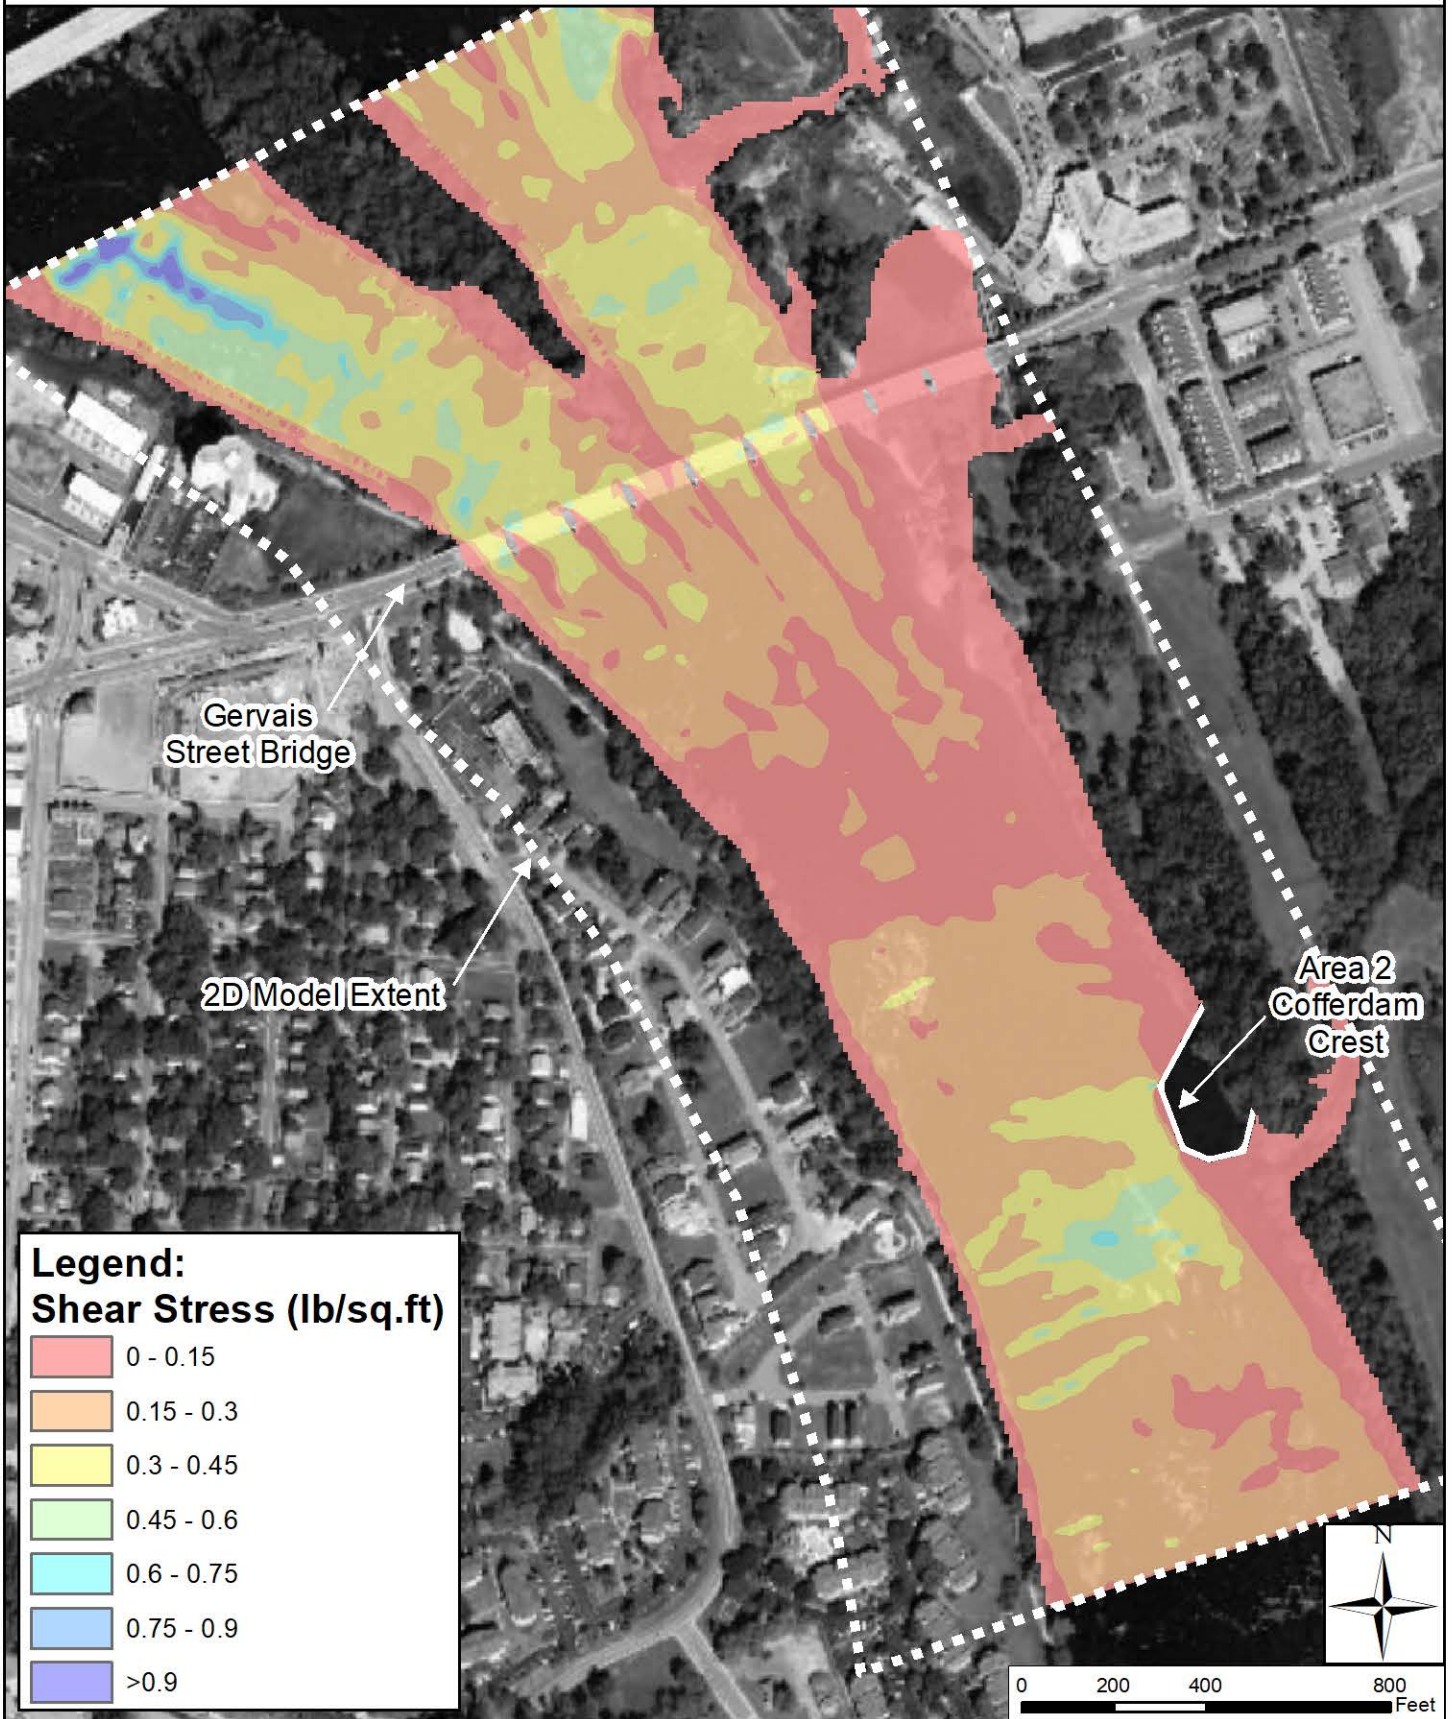 Gervais
Street Bridge
2D Model Extent
Area 2
Cofferdam
Crest
Legend:
Shear Stress (lb/sq.ft)
0 - 0.15
0.15 - 0.3
0.3 - 0.45
0.45 - 0.6
0.6 - 0.75
0.75 - 0.9
>0.9
N
0 200 400 800
Feet